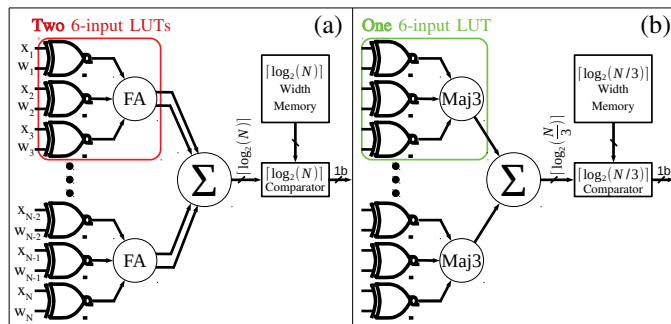 Two 6-input LUTs
(a)
X1
W1
X2
W2
X3
W3
FA
XN-2
WN-2
XN-1
WN-1
XN
WN
FA
Σ
⌈log2(N)⌉
⌈log2(N)⌉
Width
Memory
⌈log2(N)⌉
Comparator
1b
One 6-input LUT
(b)
Maj3
Maj3
Σ
⌈log2(N/3)⌉
⌈log2(N/3)⌉
Width
Memory
⌈log2(N/3)⌉
Comparator
1b